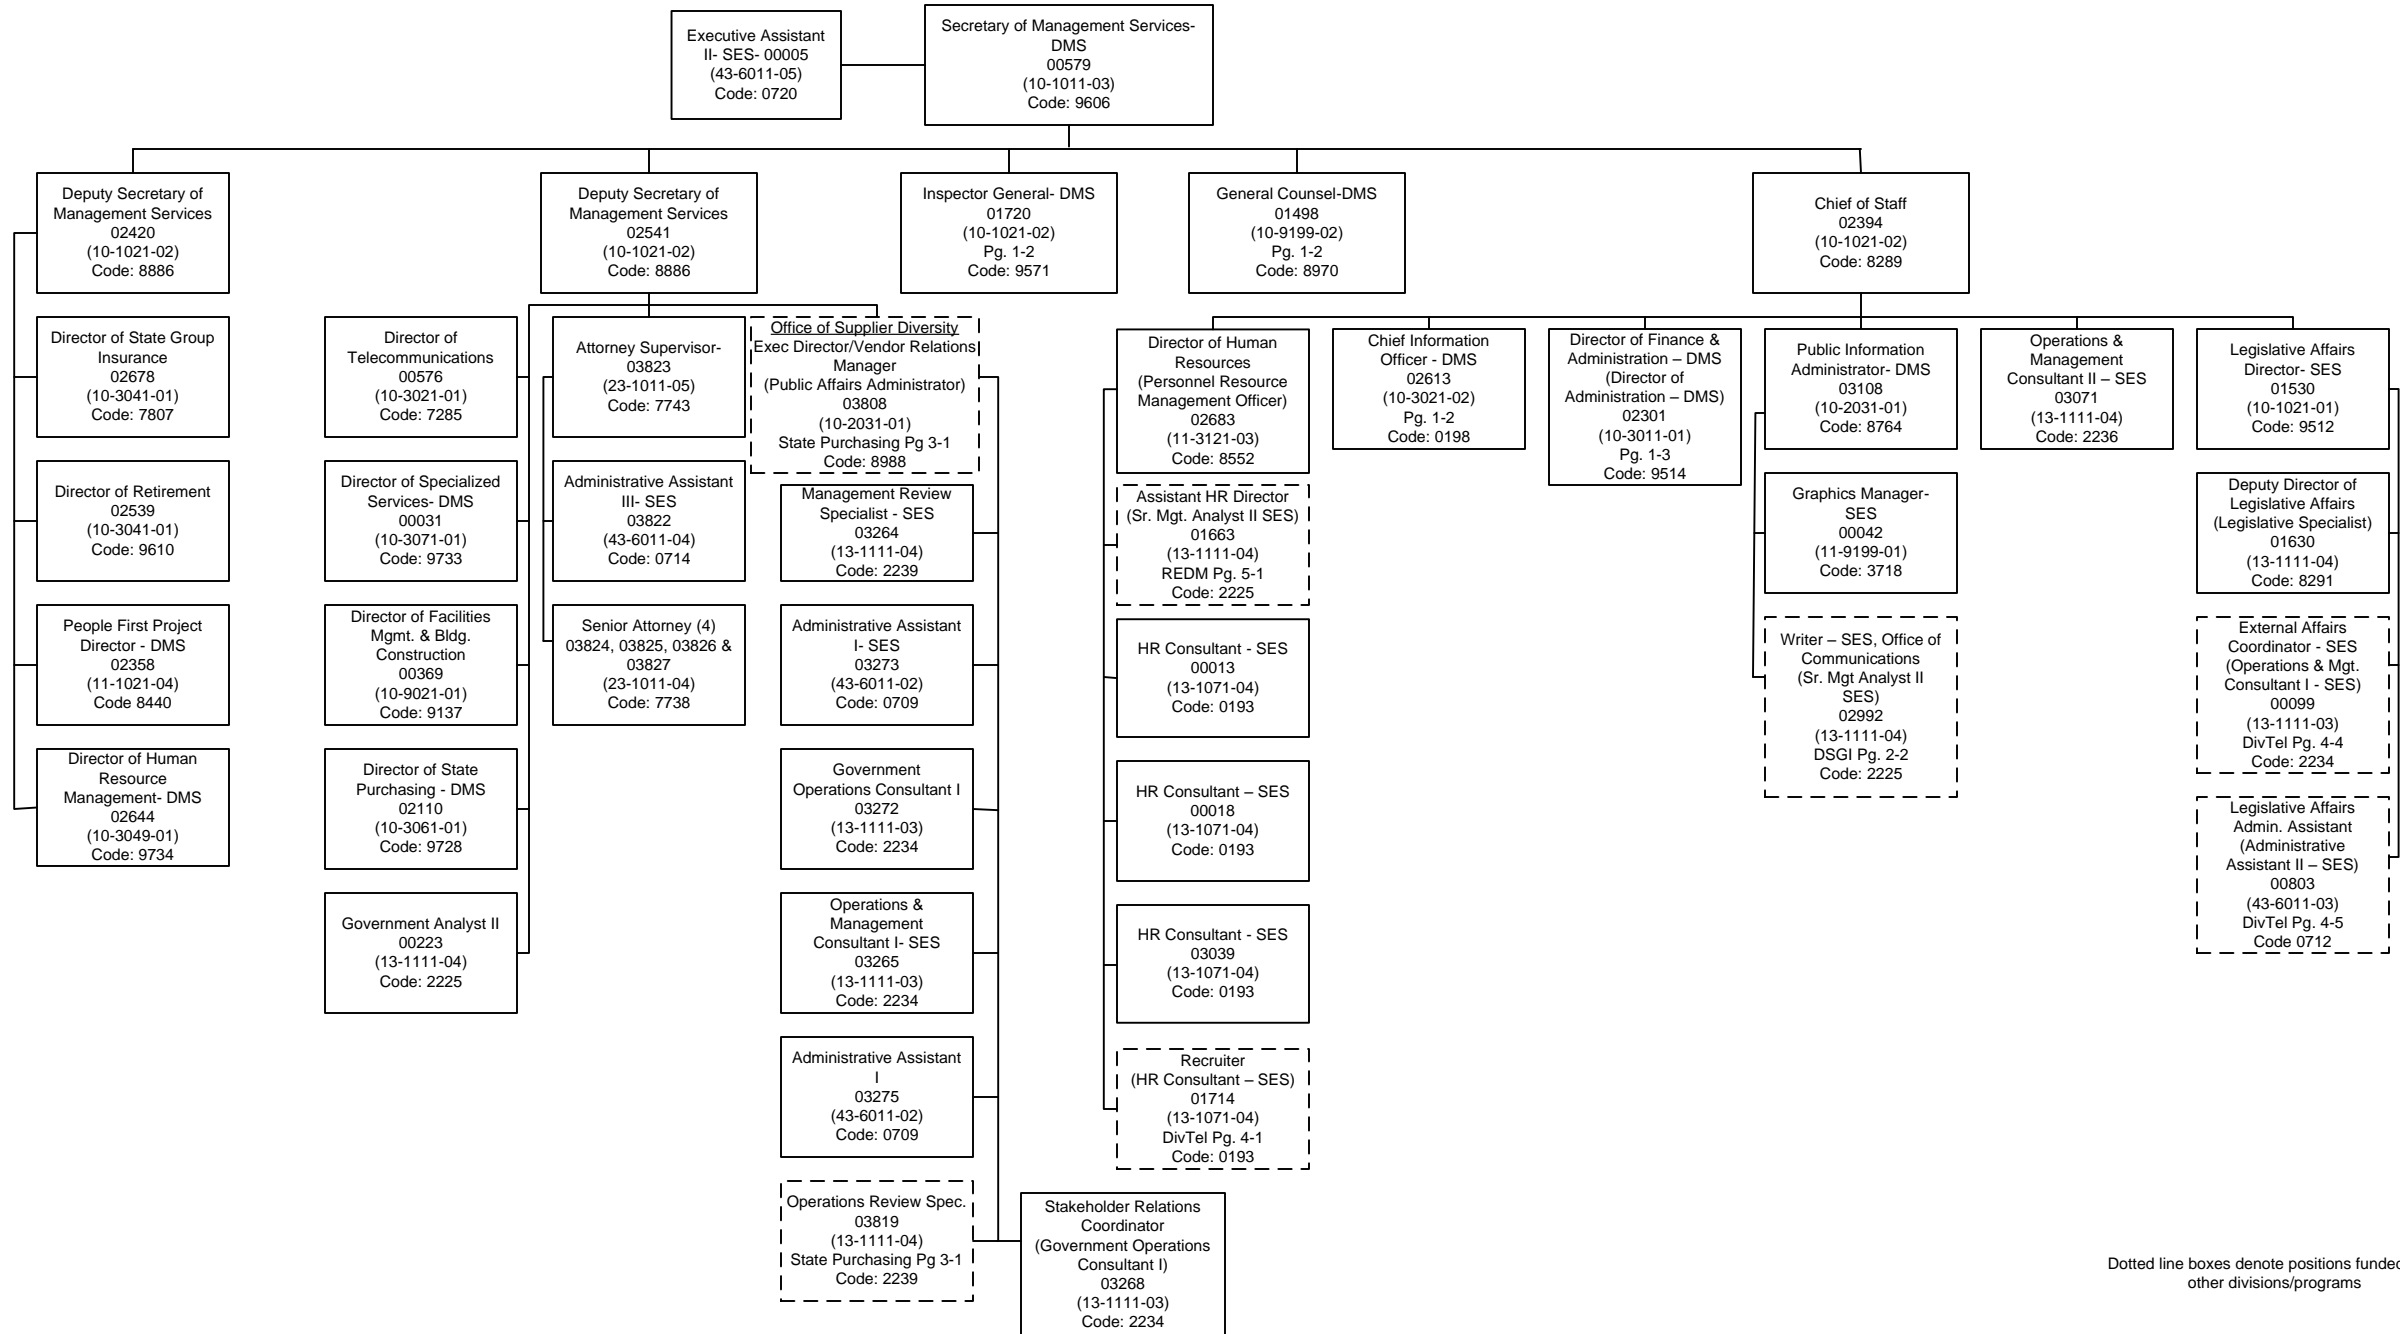 Executive Assistant
II- SES- 00005
(43-6011-05)
Code: 0720
Secretary of Management Services-
DMS
00579
(10-1011-03)
Code: 9606
Deputy Secretary of
Management Services
02420
(10-1021-02)
Code: 8886
Deputy Secretary of
Management Services
02541
(10-1021-02)
Code: 8886
Inspector General- DMS
01720
(10-1021-02)
Pg. 1-2
Code: 9571
General Counsel-DMS
01498
(10-9199-02)
Pg. 1-2
Code: 8970
Chief of Staff
02394
(10-1021-02)
Code: 8289
Director of State Group
Insurance
02678
(10-3041-01)
Code: 7807
Director of Retirement
02539
(10-3041-01)
Code: 9610
People First Project
Director - DMS
02358
(11-1021-04)
Code 8440
Director of Human
Resource
Management- DMS
02644
(10-3049-01)
Code: 9734
Director of
Telecommunications
00576
(10-3021-01)
Code: 7285
Director of Specialized
Services- DMS
00031
(10-3071-01)
Code: 9733
Director of Facilities
Mgmt. & Bldg.
Construction
00369
(10-9021-01)
Code: 9137
Director of State
Purchasing - DMS
02110
(10-3061-01)
Code: 9728
Government Analyst II
00223
(13-1111-04)
Code: 2225
Attorney Supervisor-
03823
(23-1011-05)
Code: 7743
Administrative Assistant
III- SES
03822
(43-6011-04)
Code: 0714
Senior Attorney (4)
03824, 03825, 03826 &
03827
(23-1011-04)
Code: 7738
Office of Supplier Diversity
Exec Director/Vendor Relations
Manager
(Public Affairs Administrator)
03808
(10-2031-01)
State Purchasing Pg 3-1
Code: 8988
Management Review
Specialist - SES
03264
(13-1111-04)
Code: 2239
Administrative Assistant
I- SES
03273
(43-6011-02)
Code: 0709
Government
Operations Consultant I
03272
(13-1111-03)
Code: 2234
Operations &
Management
Consultant I- SES
03265
(13-1111-03)
Code: 2234
Administrative Assistant
I
03275
(43-6011-02)
Code: 0709
Operations Review Spec.
03819
(13-1111-04)
State Purchasing Pg 3-1
Code: 2239
Stakeholder Relations
Coordinator
(Government Operations
Consultant I)
03268
(13-1111-03)
Code: 2234
Director of Human
Resources
(Personnel Resource
Management Officer)
02683
(11-3121-03)
Code: 8552
Assistant HR Director
(Sr. Mgt. Analyst II SES)
01663
(13-1111-04)
REDM Pg. 5-1
Code: 2225
HR Consultant - SES
00013
(13-1071-04)
Code: 0193
HR Consultant – SES
00018
(13-1071-04)
Code: 0193
HR Consultant - SES
03039
(13-1071-04)
Code: 0193
Recruiter
(HR Consultant – SES)
01714
(13-1071-04)
DivTel Pg. 4-1
Code: 0193
Chief Information
Officer - DMS
02613
(10-3021-02)
Pg. 1-2
Code: 0198
Director of Finance &
Administration – DMS
(Director of
Administration – DMS)
02301
(10-3011-01)
Pg. 1-3
Code: 9514
Public Information
Administrator- DMS
03108
(10-2031-01)
Code: 8764
Graphics Manager-
SES
00042
(11-9199-01)
Code: 3718
Writer – SES, Office of
Communications
(Sr. Mgt Analyst II
SES)
02992
(13-1111-04)
DSGI Pg. 2-2
Code: 2225
Operations &
Management
Consultant II – SES
03071
(13-1111-04)
Code: 2236
Legislative Affairs
Director- SES
01530
(10-1021-01)
Code: 9512
Deputy Director of
Legislative Affairs
(Legislative Specialist)
01630
(13-1111-04)
Code: 8291
External Affairs
Coordinator - SES
(Operations & Mgt.
Consultant I - SES)
00099
(13-1111-03)
DivTel Pg. 4-4
Code: 2234
Legislative Affairs
Admin. Assistant
(Administrative
Assistant II – SES)
00803
(43-6011-03)
DivTel Pg. 4-5
Code 0712
Dotted line boxes denote positions funded
other divisions/programs